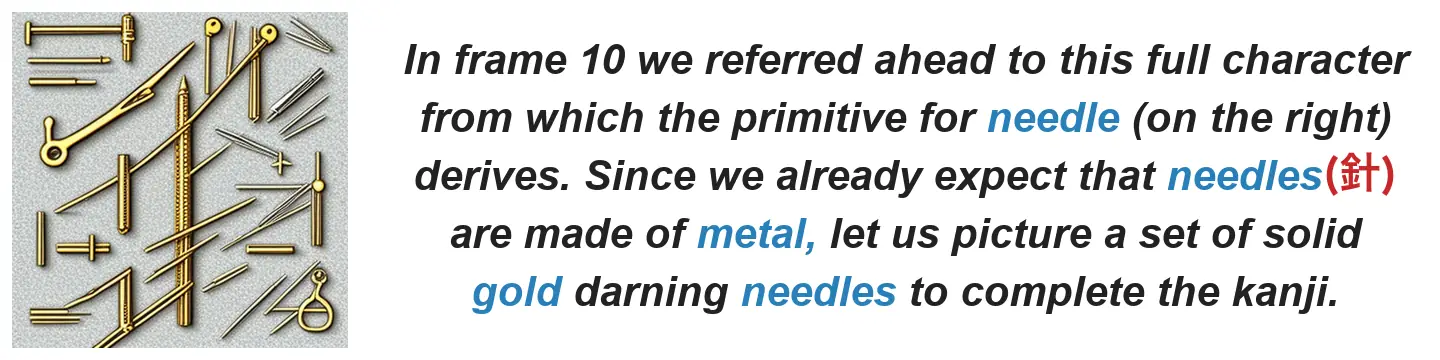 In frame 10 we referred ahead to this full character
from which the primitive for needle (on the right)
derives. Since we already expect that needles(針)
are made of metal, let us picture a set of solid
gold darning needles to complete the kanji.